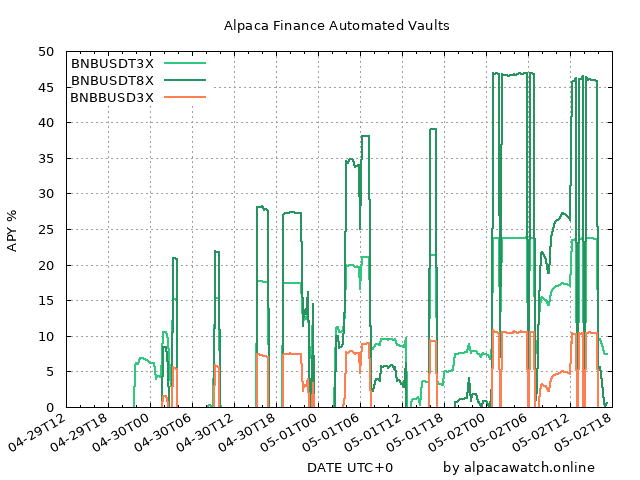 Alpaca Finance Automated Vaults
BNBUSDT3X
BNBUSDT8X
BNBBUSD3X
APY %
50
45
40
35
30
25
20
15
10
5
0
04-29T12
04-29T18
04-30T00
04-30T06
04-30T12
04-30T18
05-01T00
05-01T06
05-01T12
05-01T18
05-02T00
05-02T06
05-02T12
05-02T18
DATE UTC+0
by alpacawatch.online